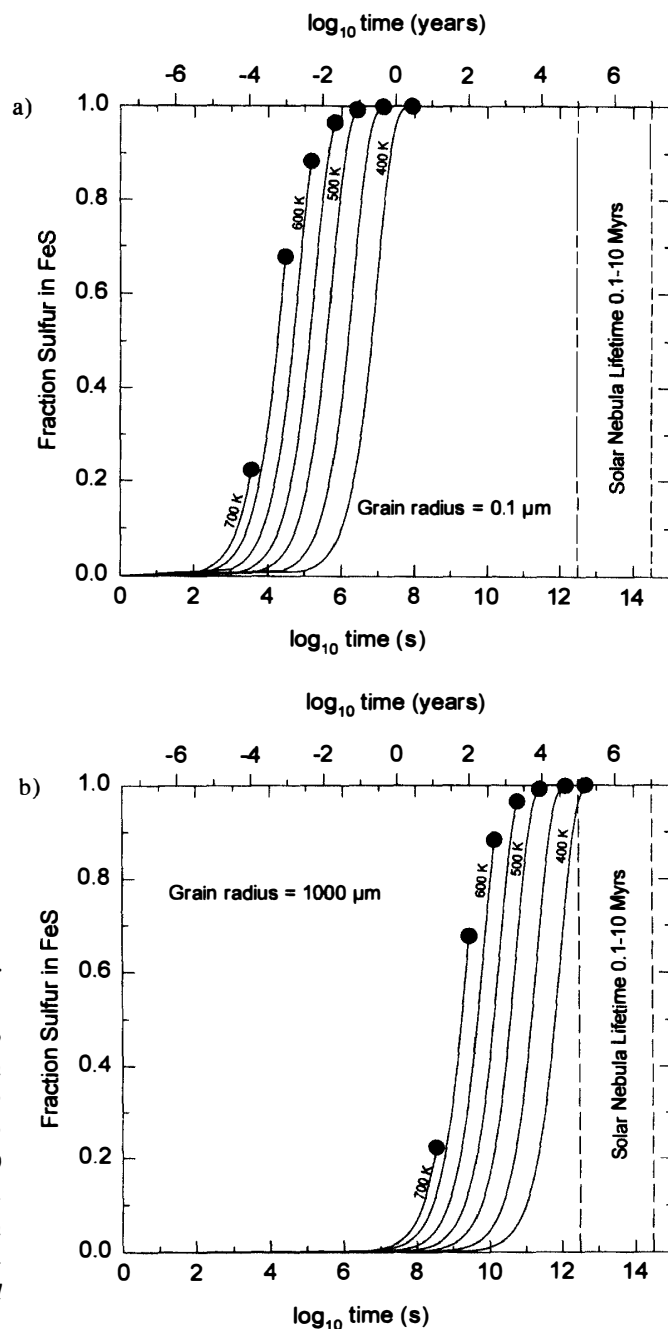 log₁₀ time (years)
-6 -4 -2 0 2 4 6
a)
1.0
0.8
0.6
0.4
0.2
0.0
Fraction Sulfur in FeS
700 K
600 K
500 K
400 K
Grain radius = 0.1 µm
Solar Nebula Lifetime 0.1-10 Myrs
0 2 4 6 8 10 12 14
log₁₀ time (s)
log₁₀ time (years)
-6 -4 -2 0 2 4 6
b)
1.0
0.8
0.6
0.4
0.2
0.0
Fraction Sulfur in FeS
Grain radius = 1000 µm
700 K
600 K
500 K
400 K
Solar Nebula Lifetime 0.1-10 Myrs
0 2 4 6 8 10 12 14
log₁₀ time (s)